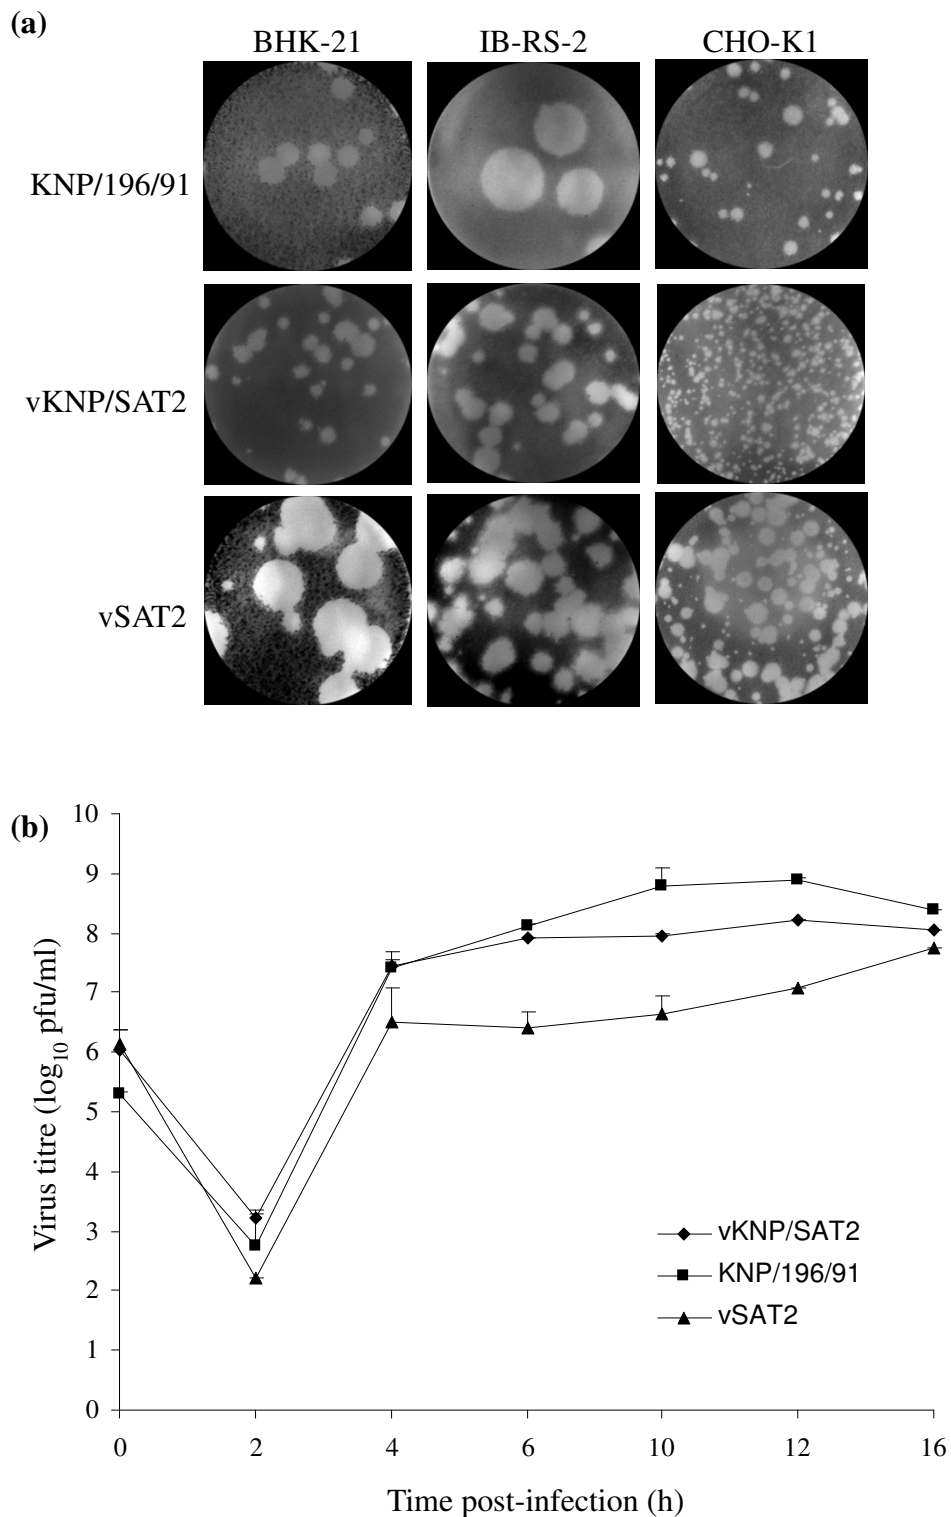 (a)
BHK-21 IB-RS-2 CHO-K1
KNP/196/91
vKNP/SAT2
vSAT2
(b)
10
9
8
7
6
5
4
3
2
1
0
Virus titre (log10 pfu/ml)
vKNP/SAT2
KNP/196/91
vSAT2
0 2 4 6 10 12 16
Time post-infection (h)